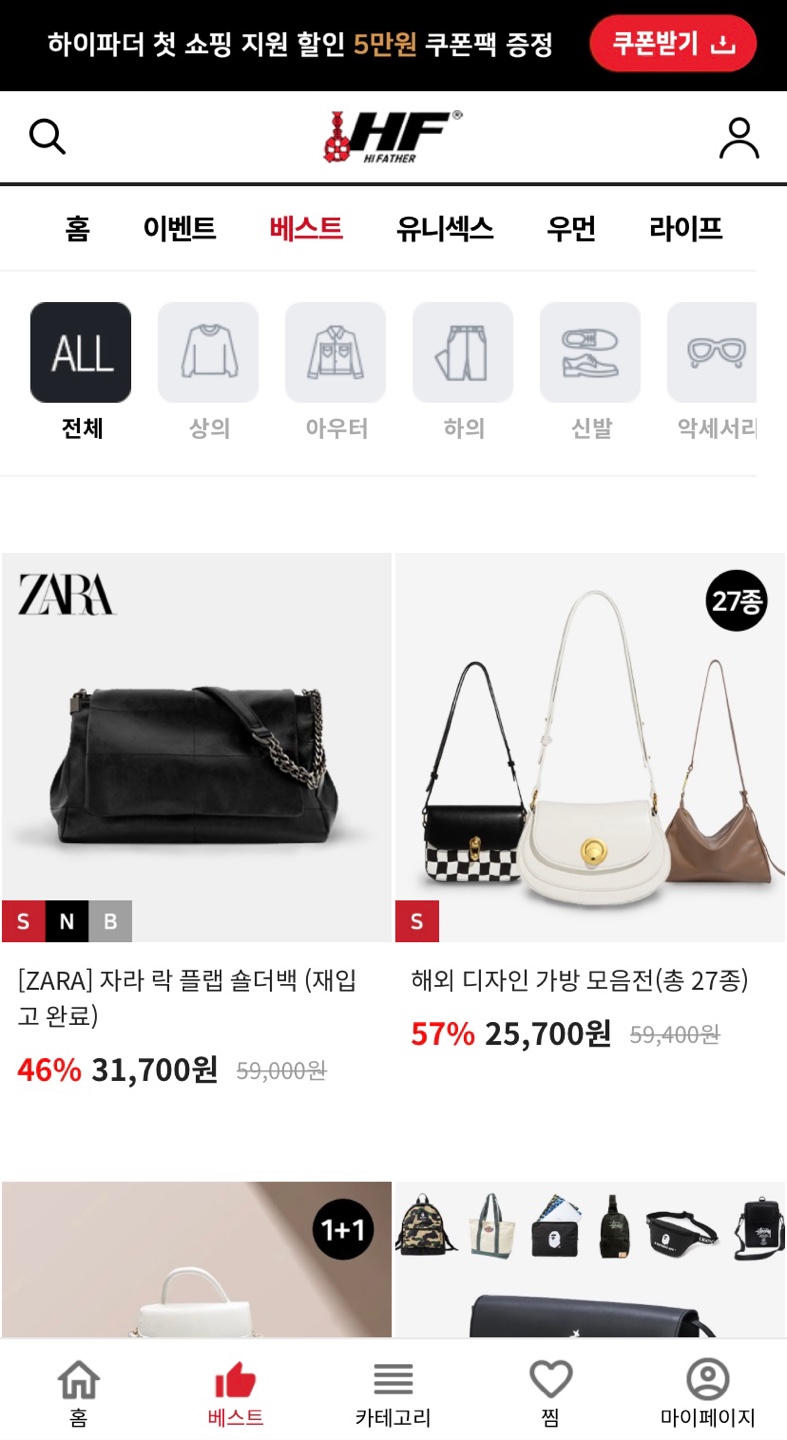 하이파더 첫 쇼핑 지원 할인 5만원 쿠폰팩 증정 쿠폰받기
HF®
HI FATHER
홈 이벤트 베스트 유니섹스 우먼 라이프
ALL
전체 상의 아우터 하의 신발 악세서리
ZARA
27종
S N B
S
[ZARA] 자라 락 플랩 숄더백 (재입
고 완료)
46% 31,700원 59,000원
해외 디자인 가방 모음전(총 27종)
57% 25,700원 59,400원
1+1
홈 베스트 카테고리 찜 마이페이지